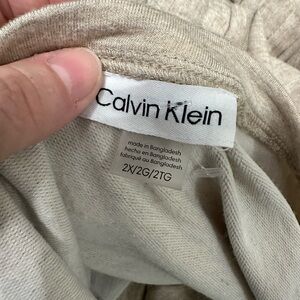 Calvin Klein
made in Bangladesh
hecho en Bangladesh
fabriqué au Bangladesh
2X/2G/2TG